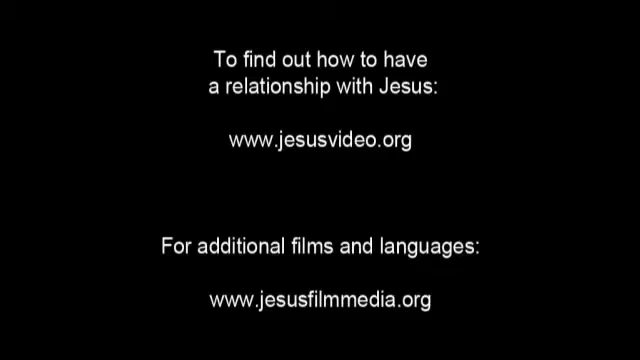 To find out how to have
a relationship with Jesus:
www.jesusvideo.org
For additional films and languages:
www.jesusfilmmedia.org